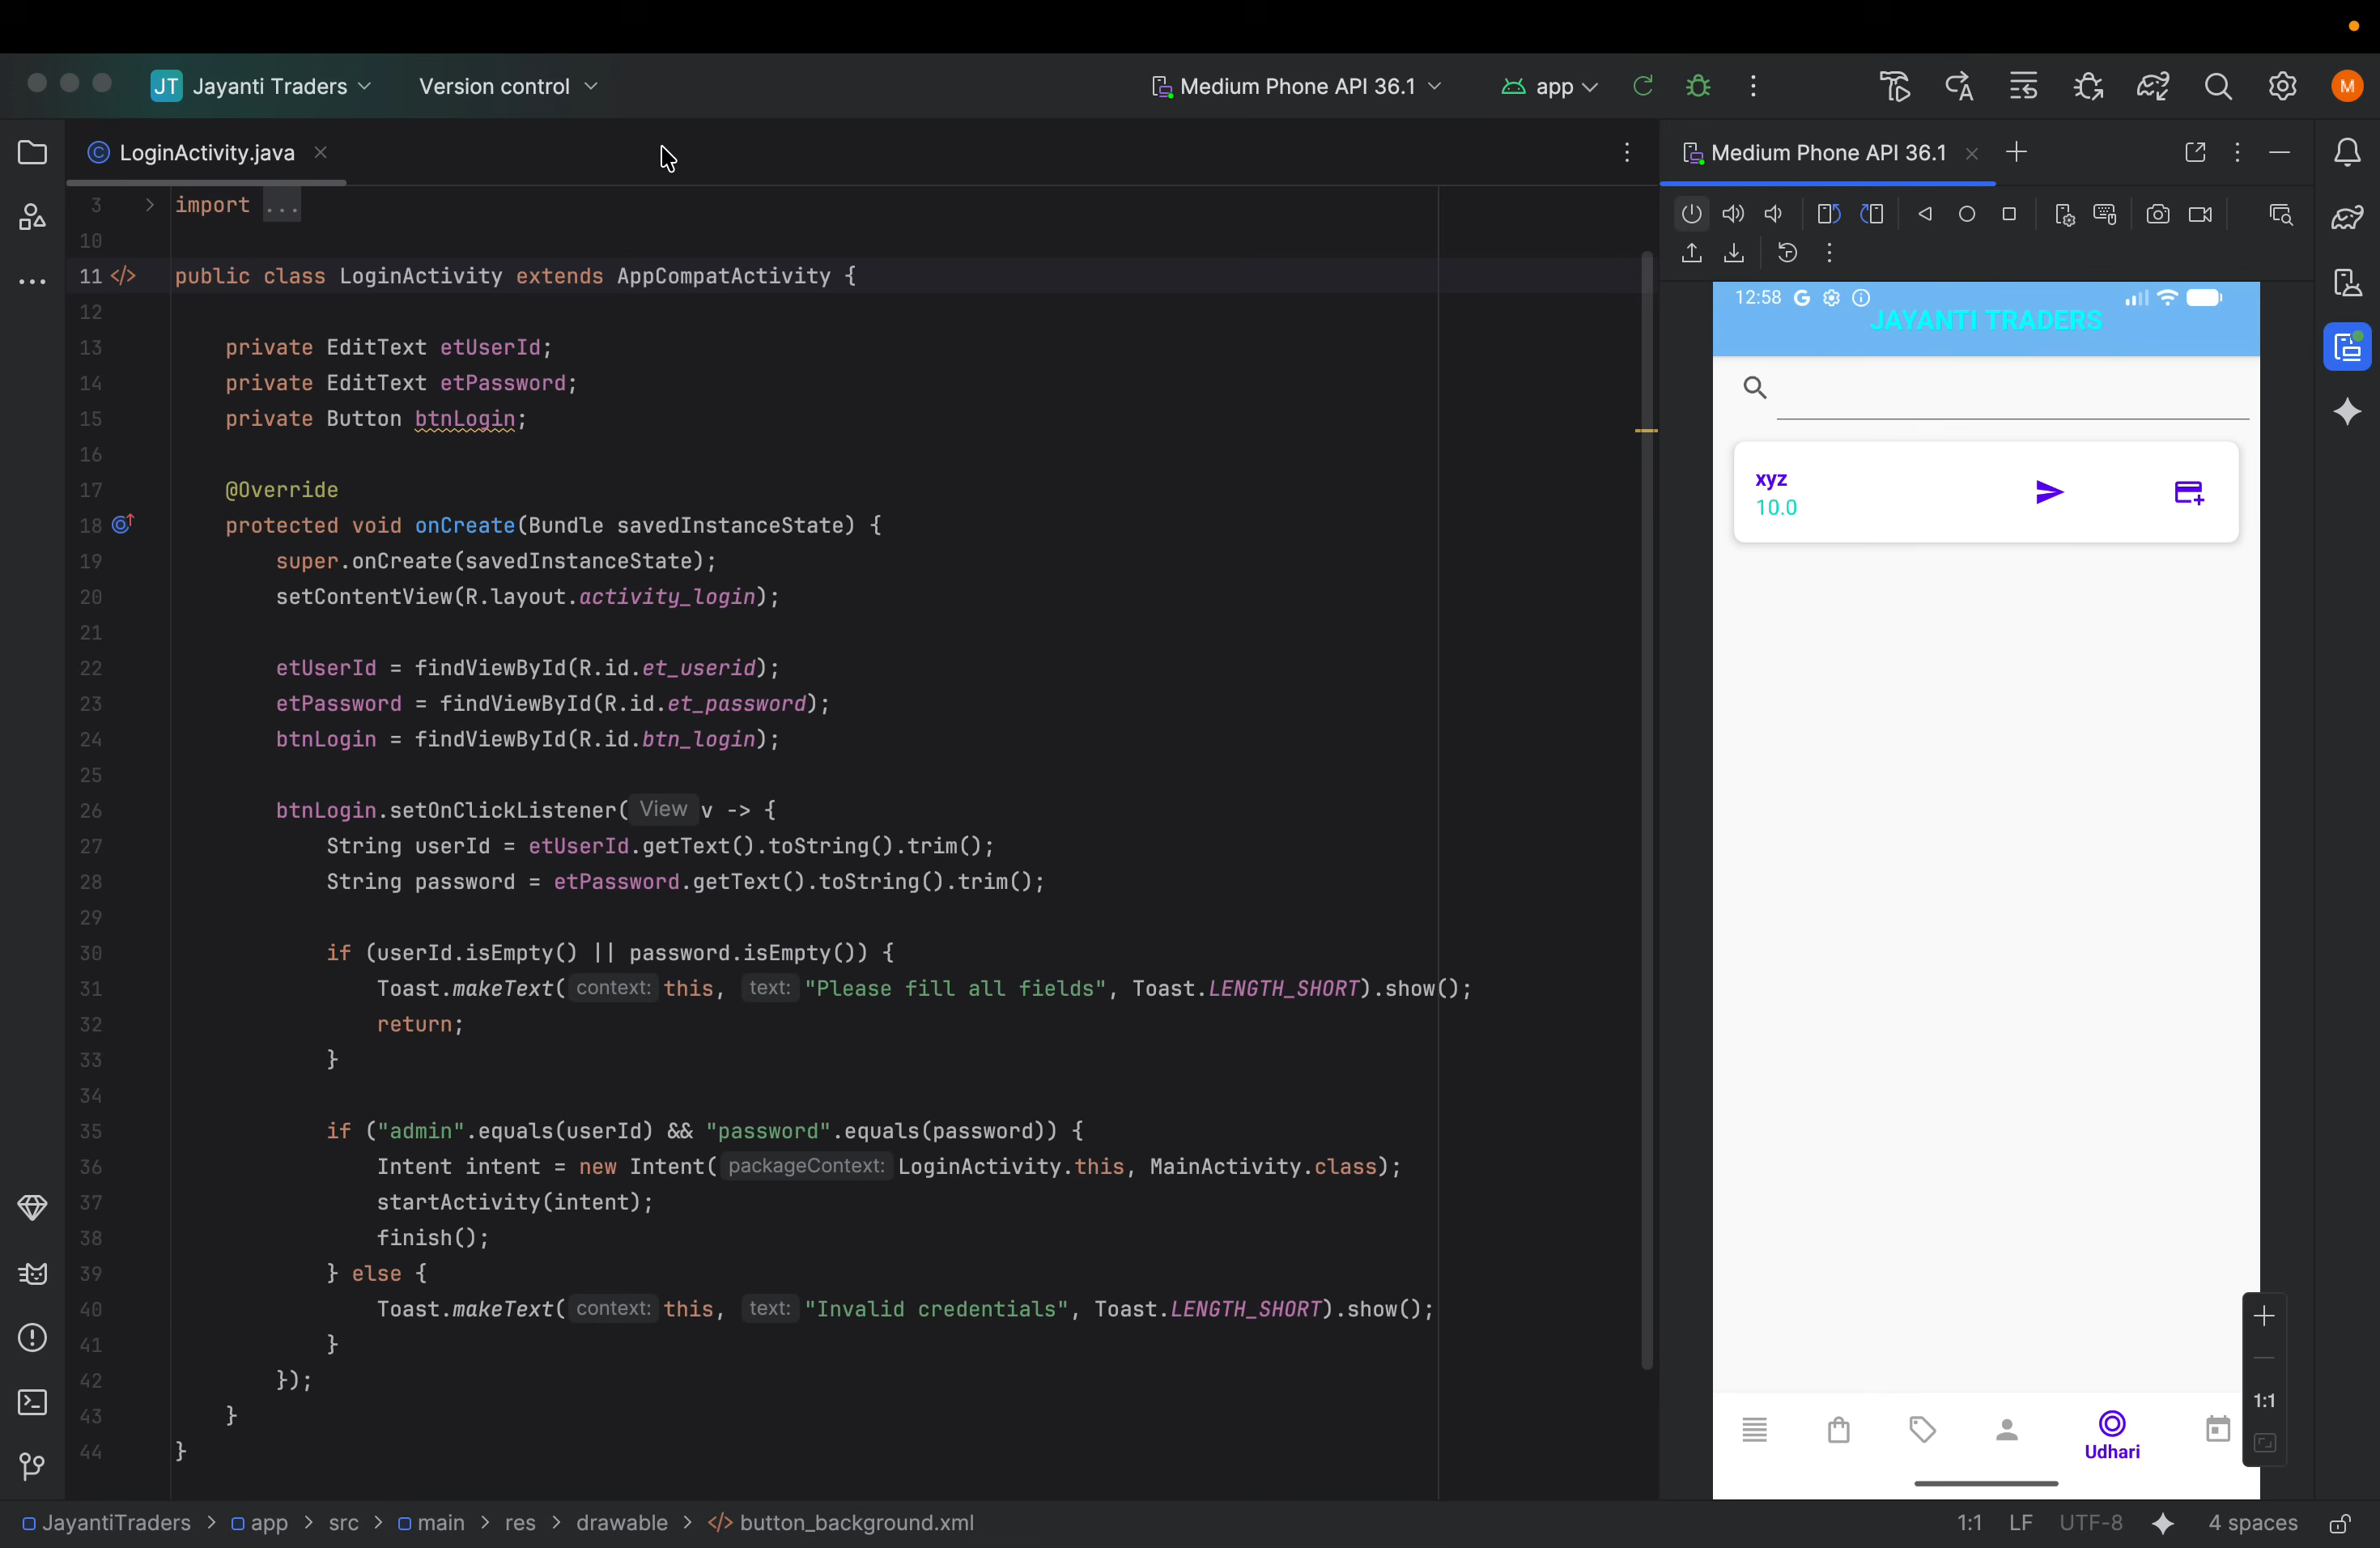 JT Jayanti Traders
Version control
Medium Phone API 36.1
app
M
LoginActivity.java
Medium Phone API 36.1
3 import ...
10
11 public class LoginActivity extends AppCompatActivity {
12
13 private EditText etUserId;
14 private EditText etPassword;
15 private Button btnLogin;
16
17 @Override
18 protected void onCreate(Bundle savedInstanceState) {
19 super.onCreate(savedInstanceState);
20 setContentView(R.layout.activity_login);
21
22 etUserId = findViewById(R.id.et_userid);
23 etPassword = findViewById(R.id.et_password);
24 btnLogin = findViewById(R.id.btn_login);
25
26 btnLogin.setOnClickListener( View v -> {
27 String userId = etUserId.getText().toString().trim();
28 String password = etPassword.getText().toString().trim();
29
30 if (userId.isEmpty() || password.isEmpty()) {
31 Toast.makeText( context: this, text: "Please fill all fields", Toast.LENGTH_SHORT).show();
32 return;
33 }
34
35 if ("admin".equals(userId) && "password".equals(password)) {
36 Intent intent = new Intent( packageContext: LoginActivity.this, MainActivity.class);
37 startActivity(intent);
38 finish();
39 } else {
40 Toast.makeText( context: this, text: "Invalid credentials", Toast.LENGTH_SHORT).show();
41 }
42 });
43 }
44 }
12:58 G
JAYANTI TRADERS
xyz
10.0
Udhari
1:1
JayantiTraders > app > src > main > res > drawable > </> button_background.xml
1:1 LF UTF-8 4 spaces